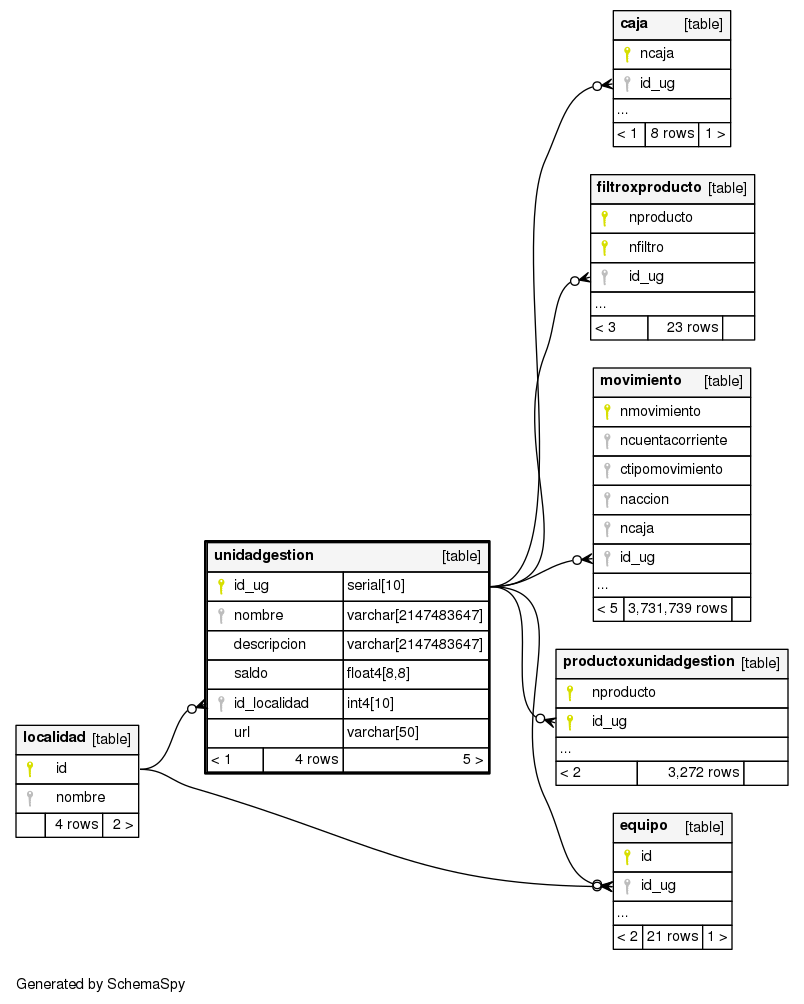 caja [table]
ncaja
id_ug
...
< 1 8 rows 1 >
filtroxproducto [table]
nproducto
nfiltro
id_ug
...
< 3 23 rows
movimiento [table]
nmovimiento
ncuentacorriente
ctipomovimiento
naccion
ncaja
id_ug
...
< 5 3,731,739 rows
unidadgestion [table]
id_ug serial[10]
nombre varchar[2147483647]
descripcion varchar[2147483647]
saldo float4[8,8]
id_localidad int4[10]
url varchar[50]
< 1 4 rows 5 >
productoxunidadgestion [table]
nproducto
id_ug
...
< 2 3,272 rows
localidad [table]
id
nombre
4 rows 2 >
equipo [table]
id
id_ug
...
< 2 21 rows 1 >
Generated by SchemaSpy